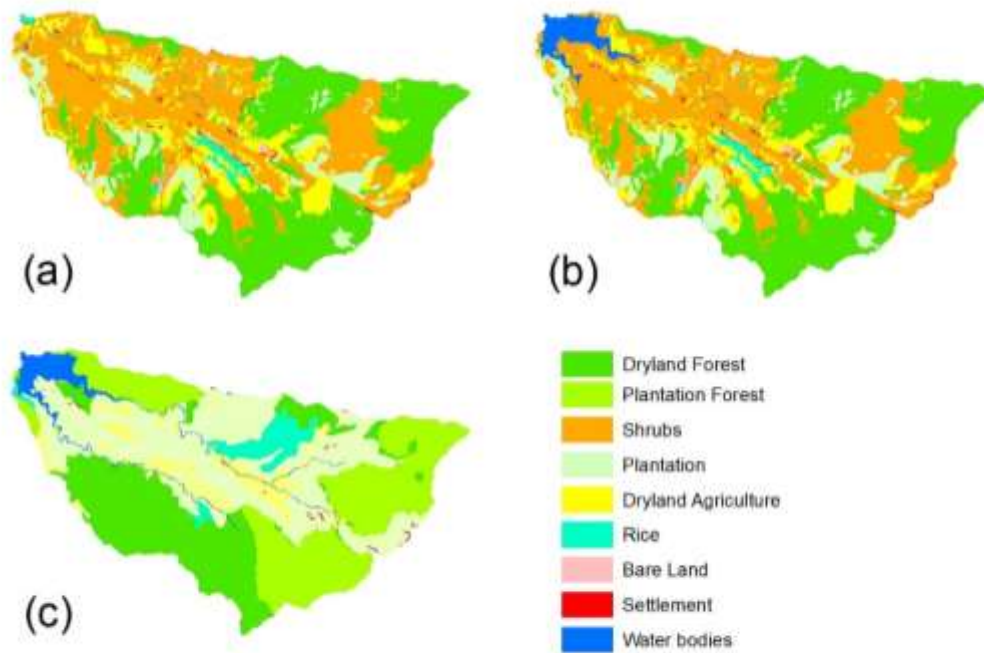 (a)
(b)
(c)
Dryland Forest
Plantation Forest
Shrubs
Plantation
Dryland Agriculture
Rice
Bare Land
Settlement
Water bodies